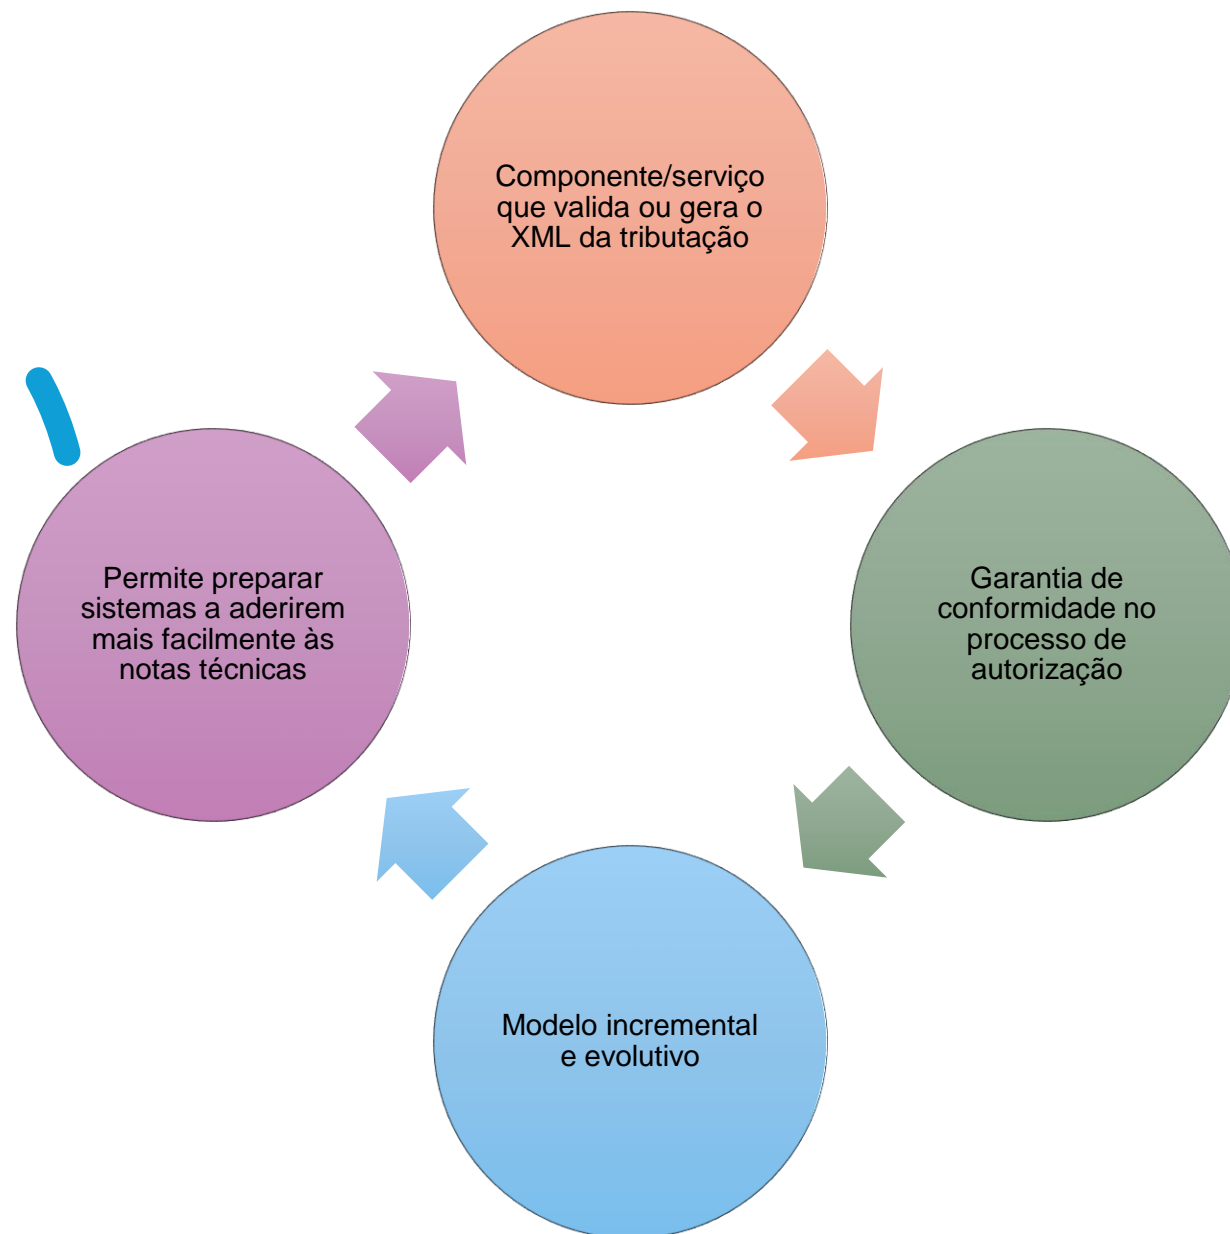 Componente/serviço
que valida ou gera o
XML da tributação
Garantia de
conformidade no
processo de
autorização
Modelo incremental
e evolutivo
Permite preparar
sistemas a aderirem
mais facilmente às
notas técnicas